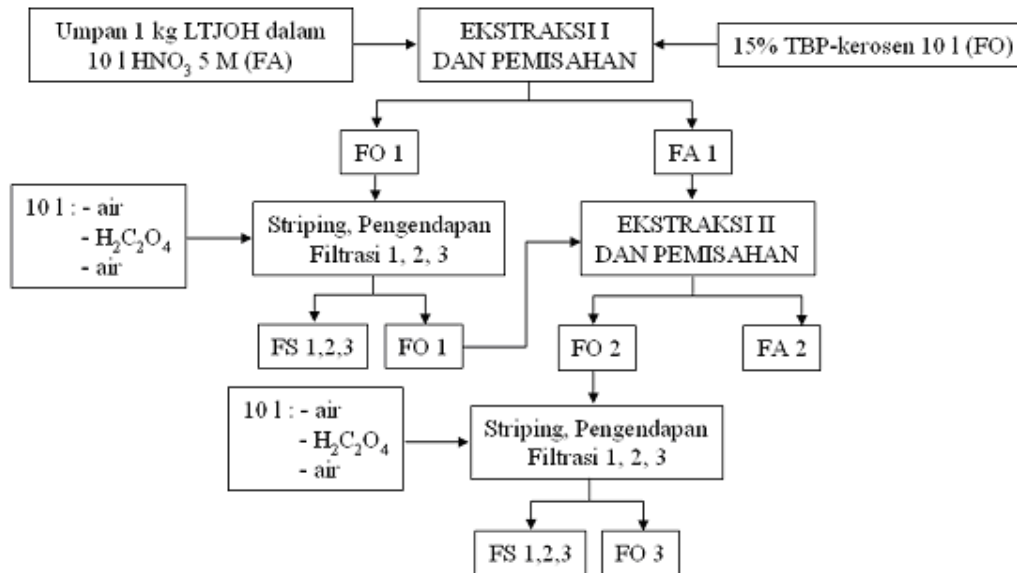 Umpan 1 kg LTJOH dalam
10 l HNO₃ 5 M (FA)
EKSTRAKSI I
DAN PEMISAHAN
15% TBP-kerosen 10 l (FO)
FO 1
FA 1
10 l : - air
- H₂C₂O₄
- air
Striping, Pengendapan
Filtrasi 1, 2, 3
EKSTRAKSI II
DAN PEMISAHAN
FS 1,2,3
FO 1
FO 2
FA 2
10 l : - air
- H₂C₂O₄
- air
Striping, Pengendapan
Filtrasi 1, 2, 3
FS 1,2,3
FO 3